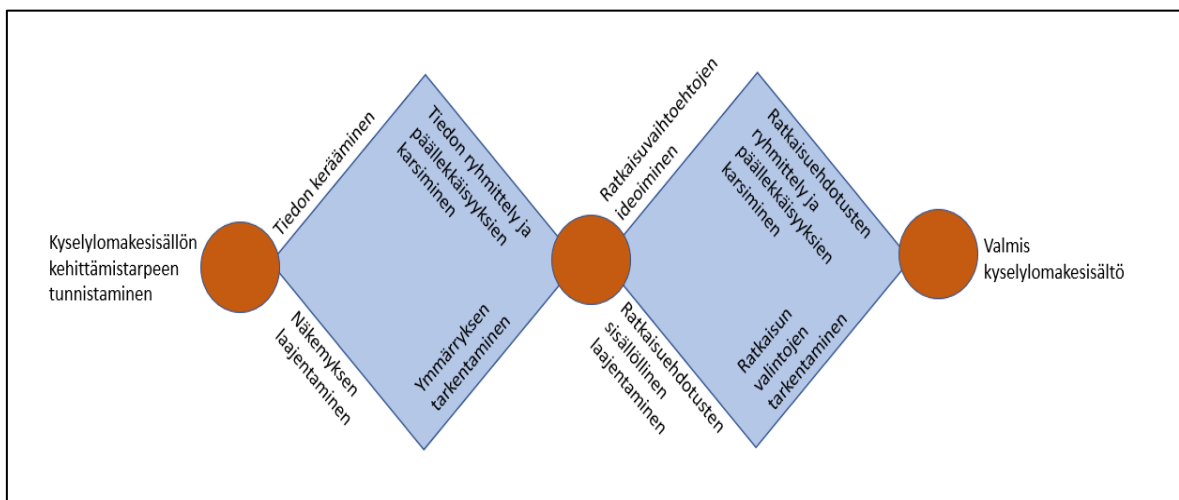 Kyselylomakesisällön
kehittämistarpeen
tunnistaminen
Tiedon kerääminen
Näkemyksen
laajentaminen
Tiedon ryhmittely ja
päällekkäisyyksien
karsiminen
Ymmärryksen
tarkentaminen
Ratkaisuvaihtoehtojen
ideoiminen
Ratkaisuehdotusten
sisällöllinen
laajentaminen
Ratkaisuehdotusten
ryhmittely ja
päällekkäisyyksien
karsiminen
Ratkaisun
valintojen
tarkentaminen
Valmis
kyselylomakesisältö